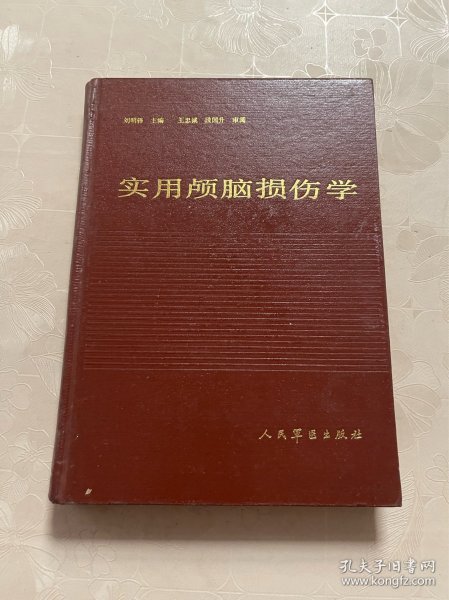 刘明铎 主编 王忠诚 段国升 审阅
实用颅脑损伤学
人民军医出版社
孔夫子旧书网
www.kongfz.com